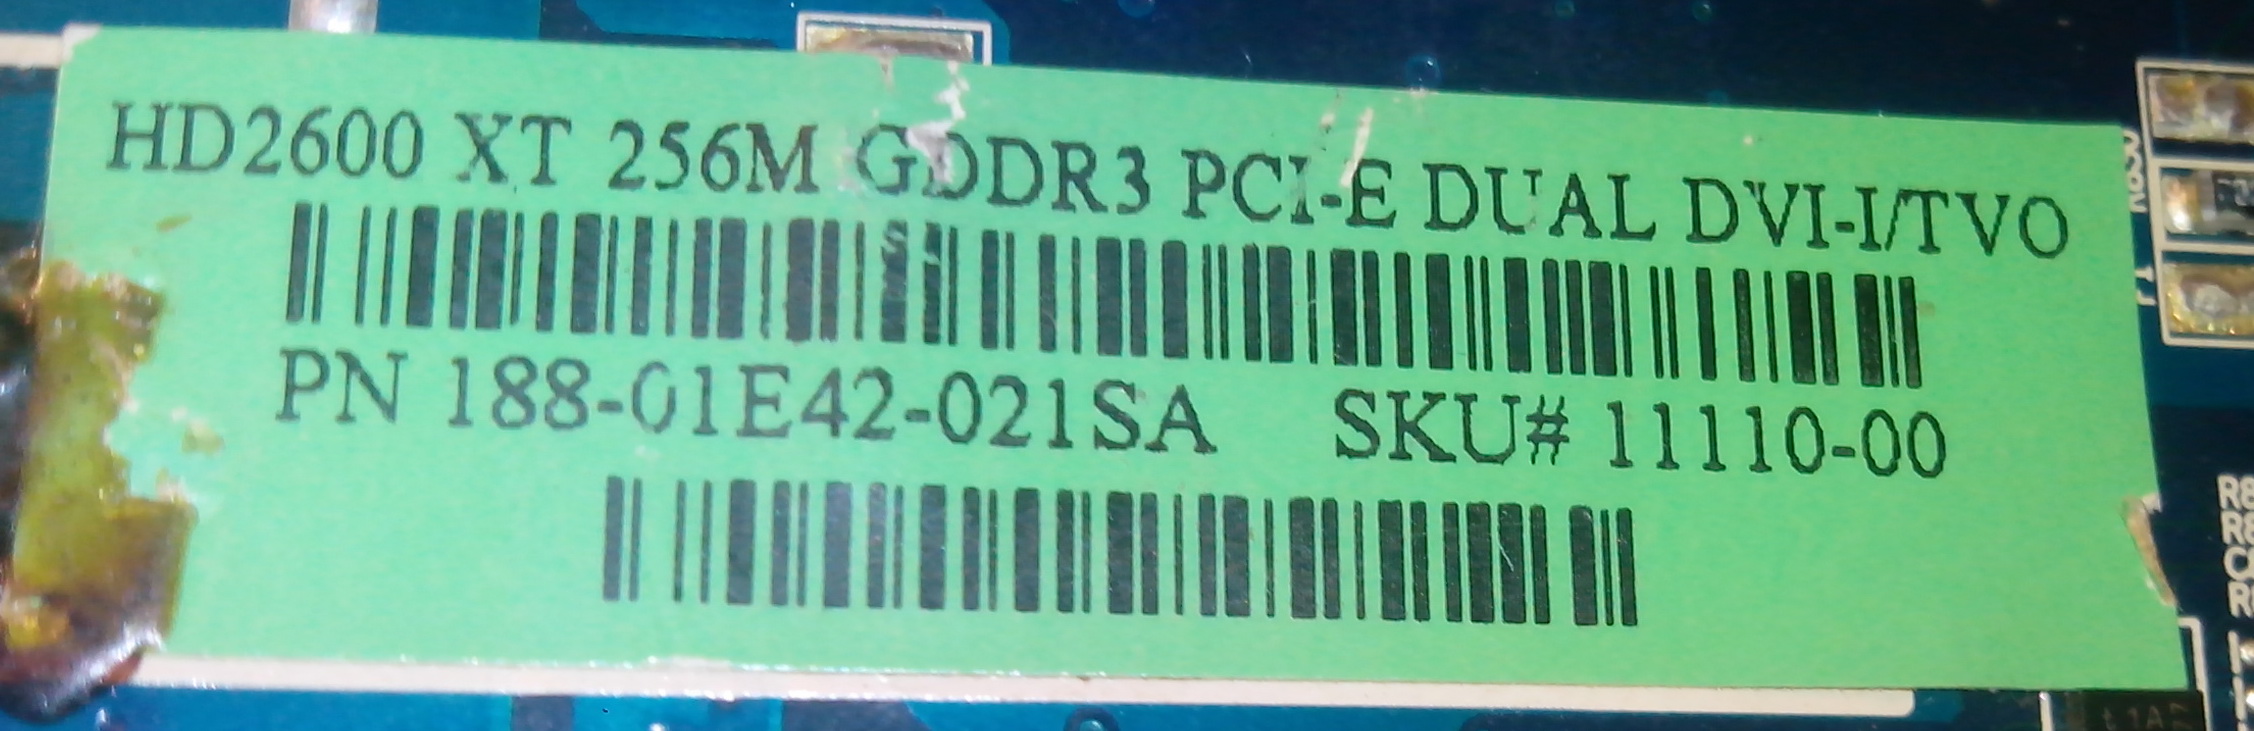 HD2600 XT 256M GDDR3 PCI-E DUAL DVI-I/TVO
PN 188-01E42-021SA SKU# 11110-00